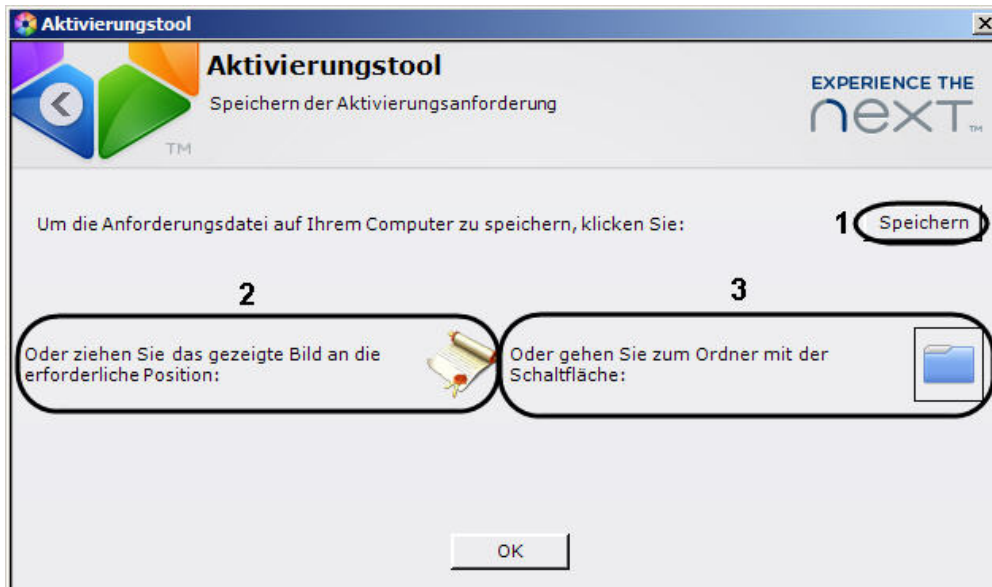 Aktivierungstool
Aktivierungstool
Speichern der Aktivierungsanforderung
EXPERIENCE THE
next™
TM
Um die Anforderungsdatei auf Ihrem Computer zu speichern, klicken Sie:
1
Speichern
2
3
Oder ziehen Sie das gezeigte Bild an die
erforderliche Position:
Oder gehen Sie zum Ordner mit der
Schaltfläche:
OK